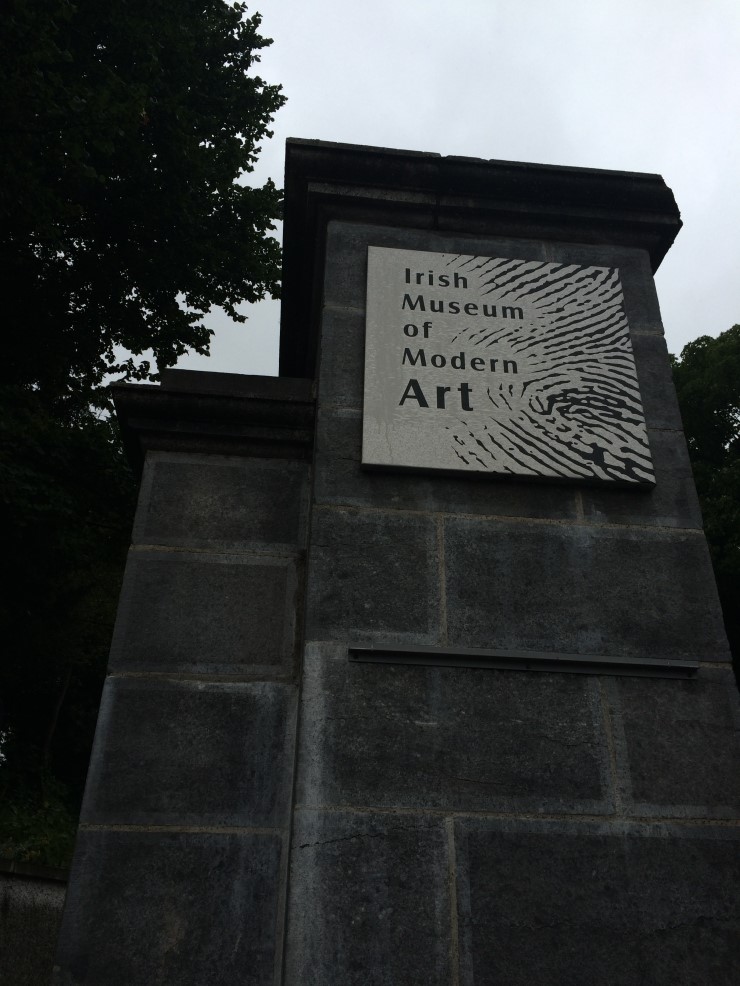 Irish
Museum
of
Modern
Art